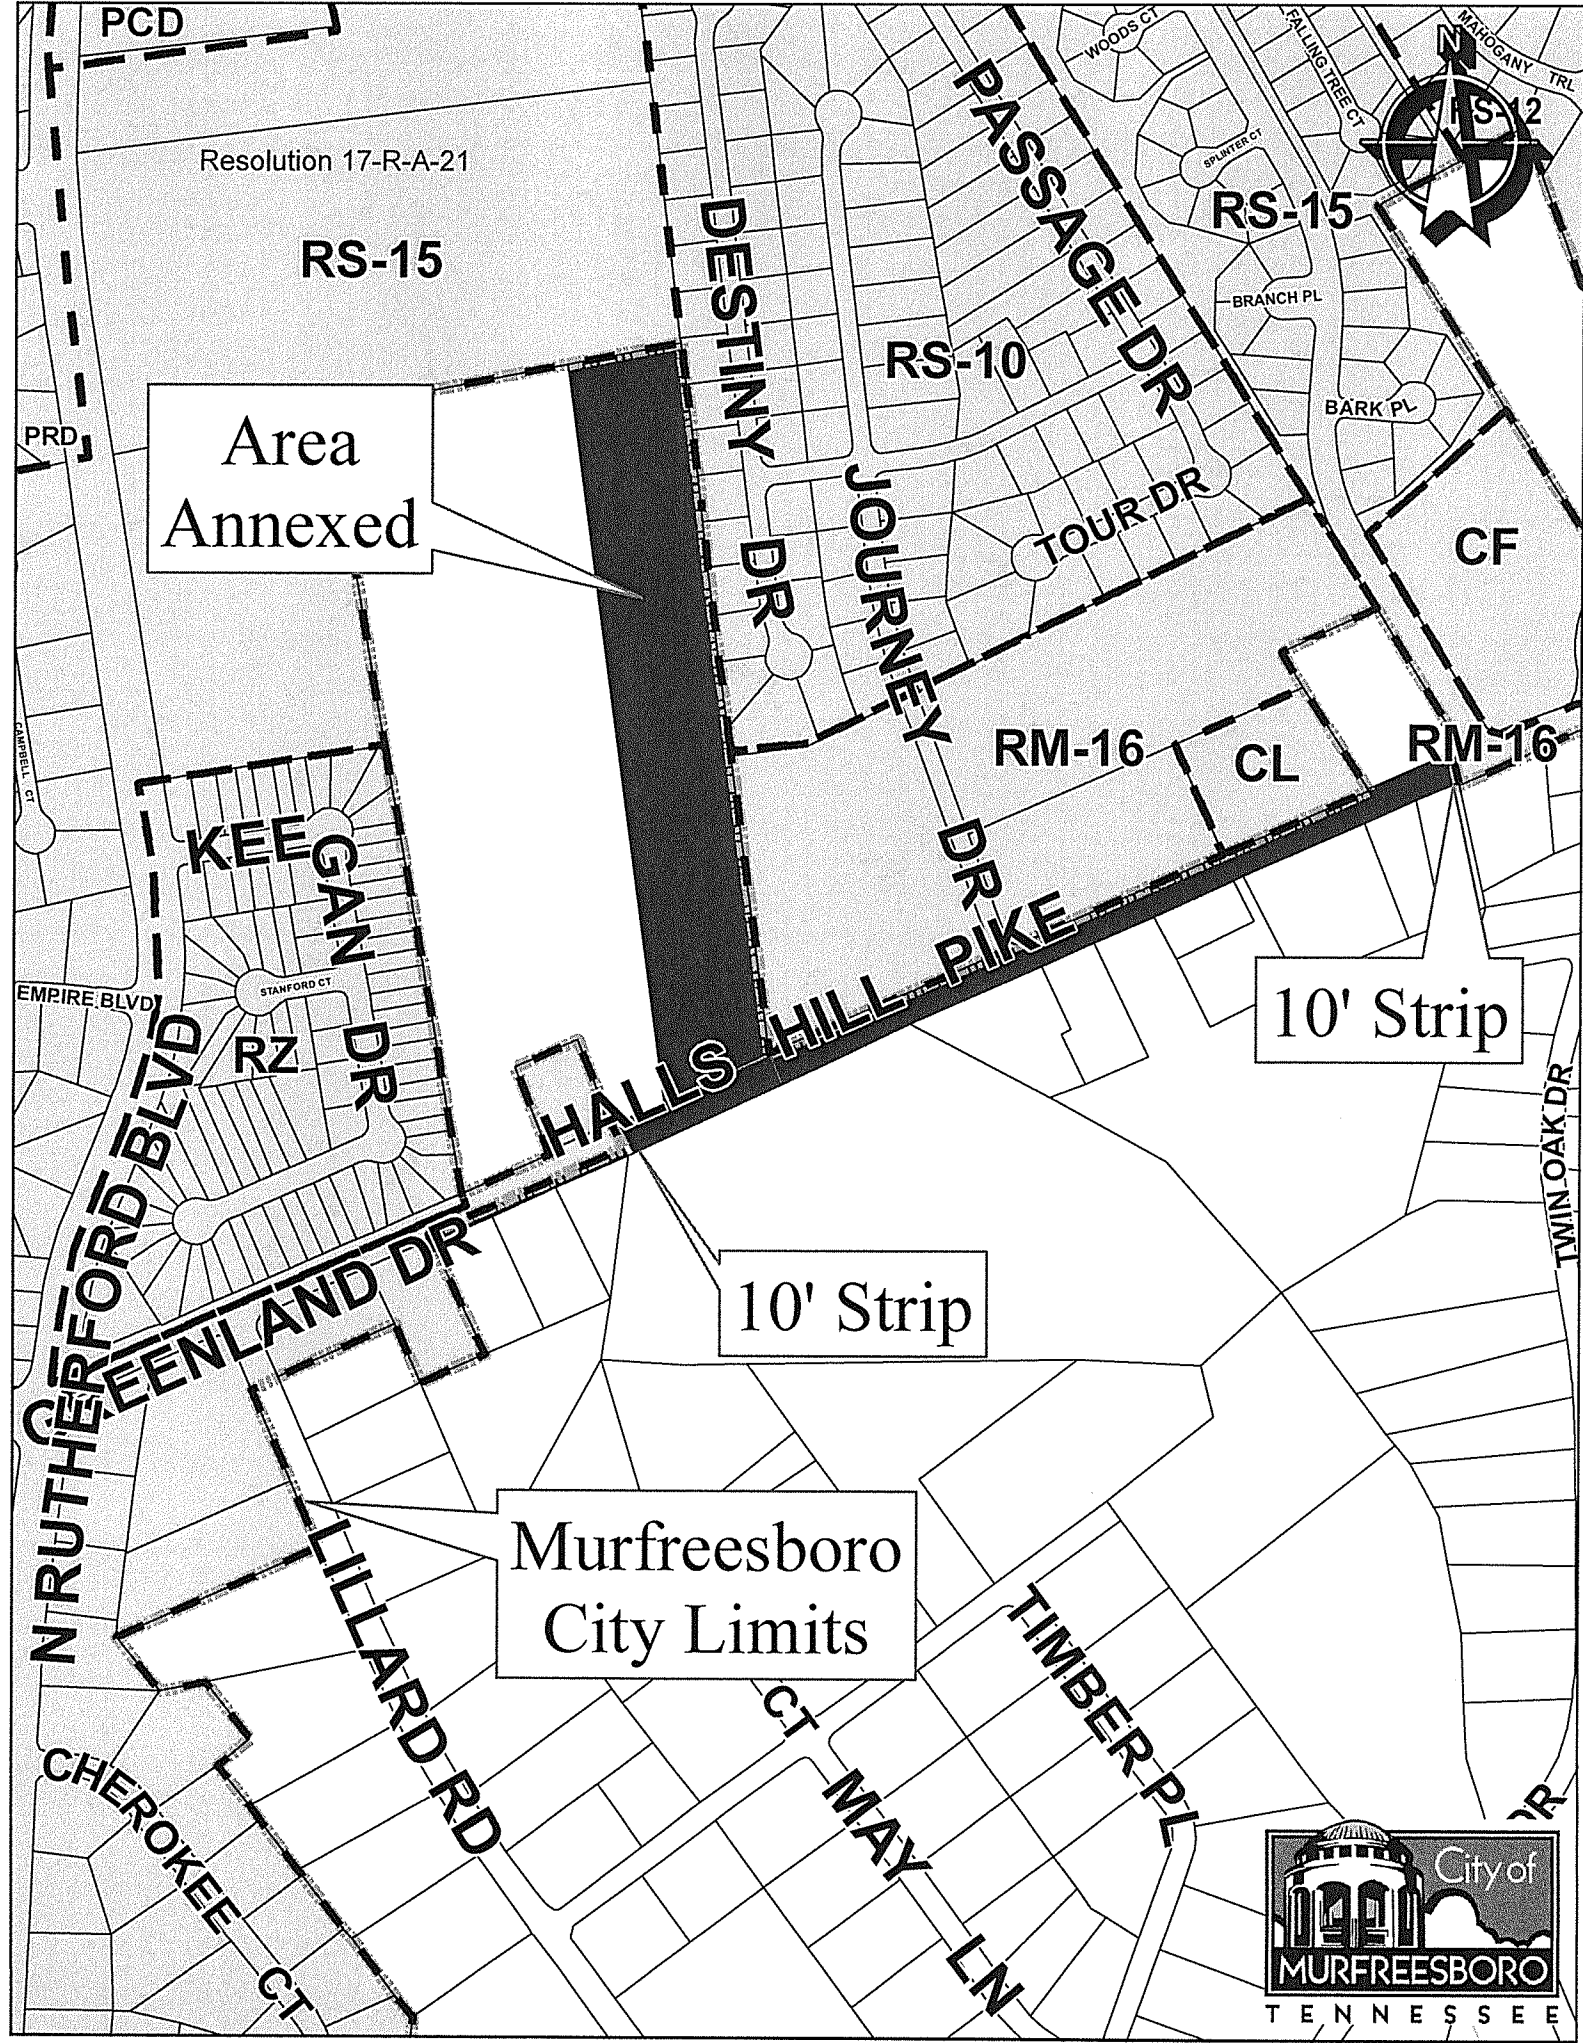 PCD
WOODS CT
FALLING TREE CT
MAHOGANY TRL
N
RS-12
PASSAGE DR
SPLINTER CT
Resolution 17-R-A-21
RS-15
RS-15
DESTINY DR
BRANCH PL
RS-10
BARK PL
PRD
Area
Annexed
JOURNEY DR
TOUR DR
CF
CAMPBELL CT
RM-16
CL
RM-16
KEEGAN DR
STANFORD CT
EMPIRE BLVD
RZ
HALLS HILL PIKE
10' Strip
TWIN OAK DR
N RUTHERFORD BLVD
GREENLAND DR
10' Strip
Murfreesboro
City Limits
LILLARD RD
TIMBER PL
CT
MAY LN
CHEROKEE CT
DR
City of
MURFREESBORO
TENNESSEE